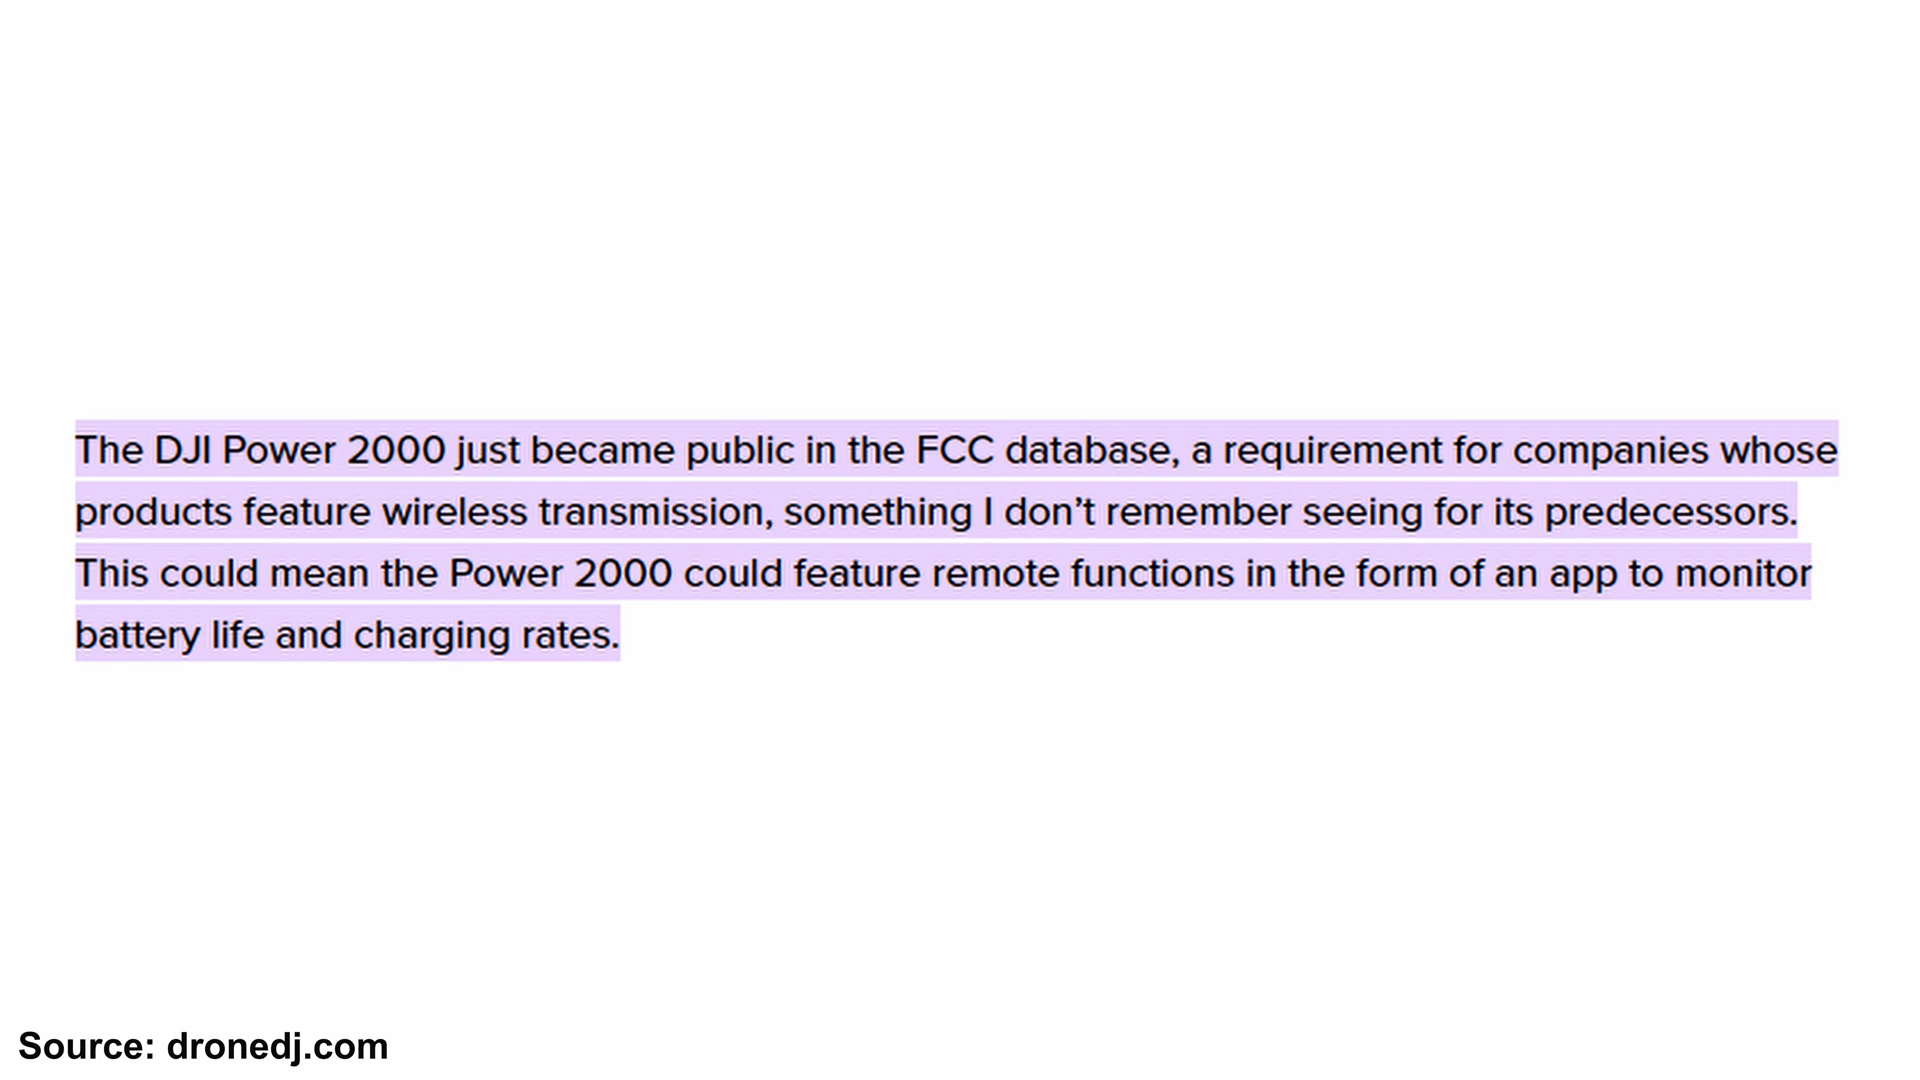 The DJI Power 2000 just became public in the FCC database, a requirement for companies whose
products feature wireless transmission, something I don’t remember seeing for its predecessors.
This could mean the Power 2000 could feature remote functions in the form of an app to monitor
battery life and charging rates.
Source: dronedj.com